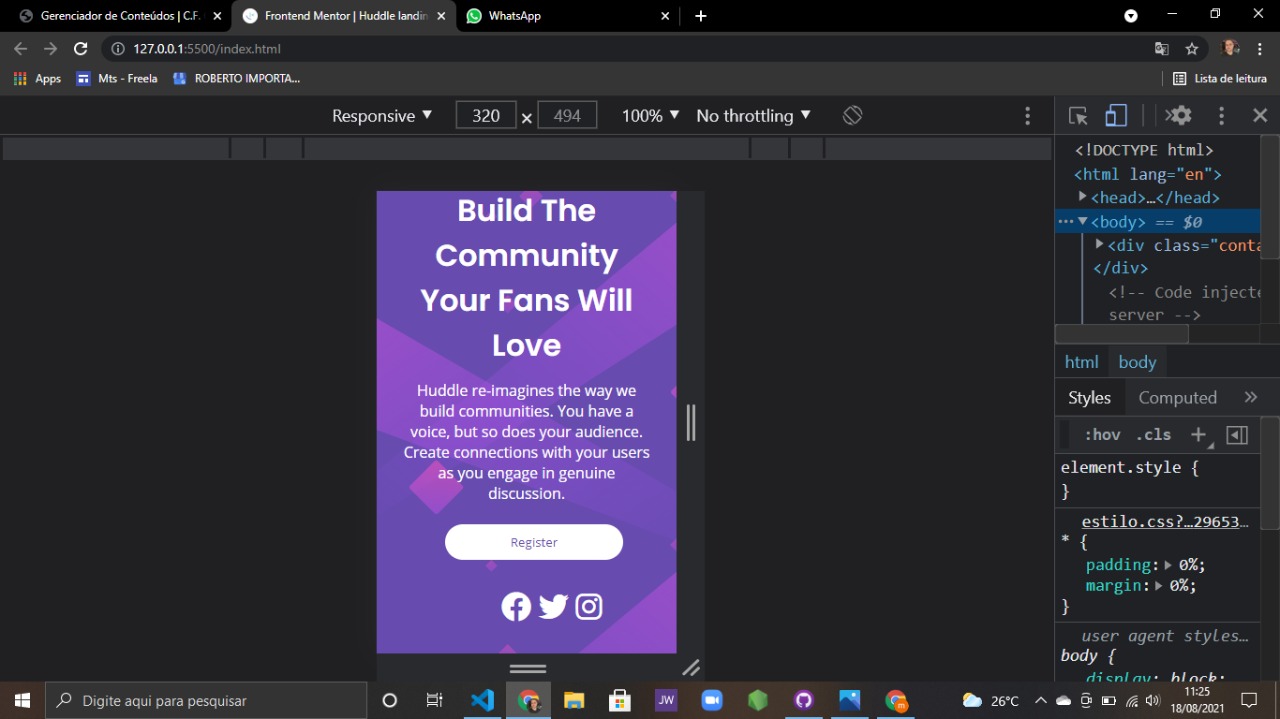 Gerenciador de Conteúdos | C.F.
Frontend Mentor | Huddle landin
WhatsApp
127.0.0.1:5500/index.html
Apps
Mts - Freela
ROBERTO IMPORTA...
Lista de leitura
Responsive
320
×
494
100%
No throttling
<!DOCTYPE html>
<html lang="en">
<head>…</head>
<body> == $0
<div class="conta
</div>
<!-- Code injecte
server -->
html
body
Styles
Computed
:hov
.cls
element.style {
}
estilo.css?…29653…
* {
padding: 0%;
margin: 0%;
}
user agent styles…
body {
display: block;
Build The
Community
Your Fans Will
Love
Huddle re-imagines the way we
build communities. You have a
voice, but so does your audience.
Create connections with your users
as you engage in genuine
discussion.
Register
Digite aqui para pesquisar
JW
m
26°C
11:25
18/08/2021